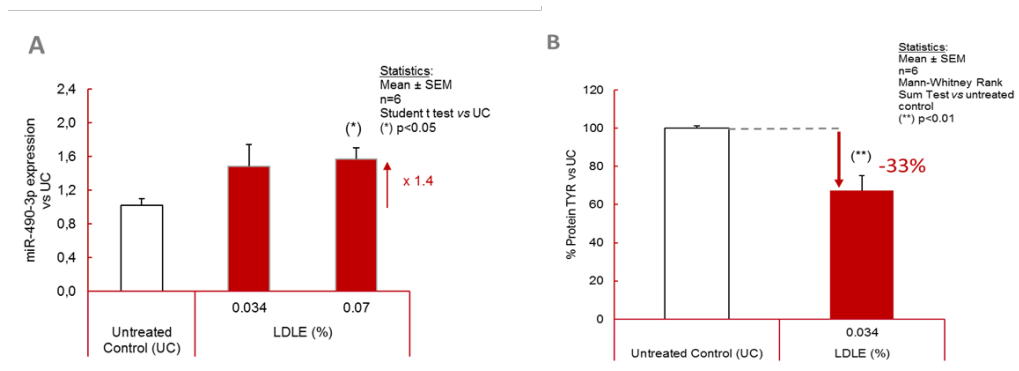 A
Statistics:
Mean ± SEM
n=6
Student t test vs UC
(*) p<0.05
miR-490-3p expression
vs UC
2,4
2,0
1,6
1,2
0,8
0,4
0,0
(*)
x 1.4
0.034
0.07
Untreated
Control (UC)
LDLE (%)
B
Statistics:
Mean ± SEM
n=6
Mann-Whitney Rank
Sum Test vs untreated
control
(**) p<0.01
% Protein TYR vs UC
120
100
80
60
40
20
0
(**)
-33%
0.034
Untreated Control (UC)
LDLE (%)